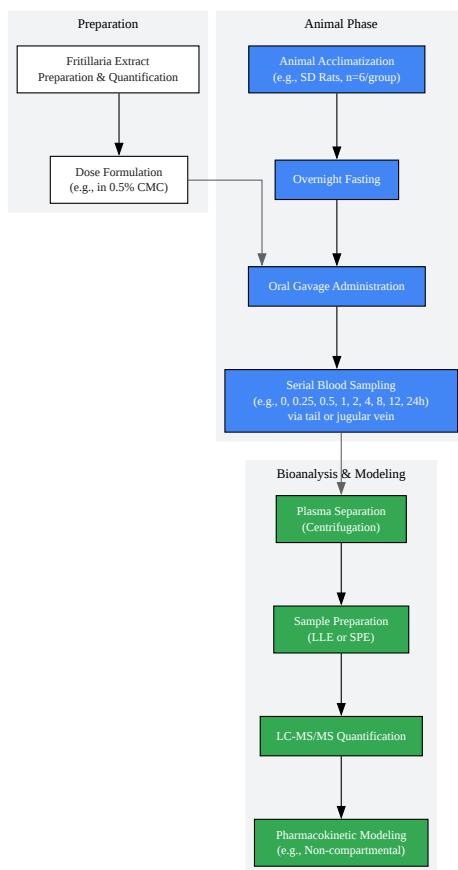 Preparation
Fritillaria Extract
Preparation & Quantification
Dose Formulation
(e.g., in 0.5% CMC)
Animal Phase
Animal Acclimatization
(e.g., SD Rats, n=6/group)
Overnight Fasting
Oral Gavage Administration
Serial Blood Sampling
(e.g., 0, 0.25, 0.5, 1, 2, 4, 8, 12, 24h)
via tail or jugular vein
Bioanalysis & Modeling
Plasma Separation
(Centrifugation)
Sample Preparation
(LLE or SPE)
LC-MS/MS Quantification
Pharmacokinetic Modeling
(e.g., Non-compartmental)